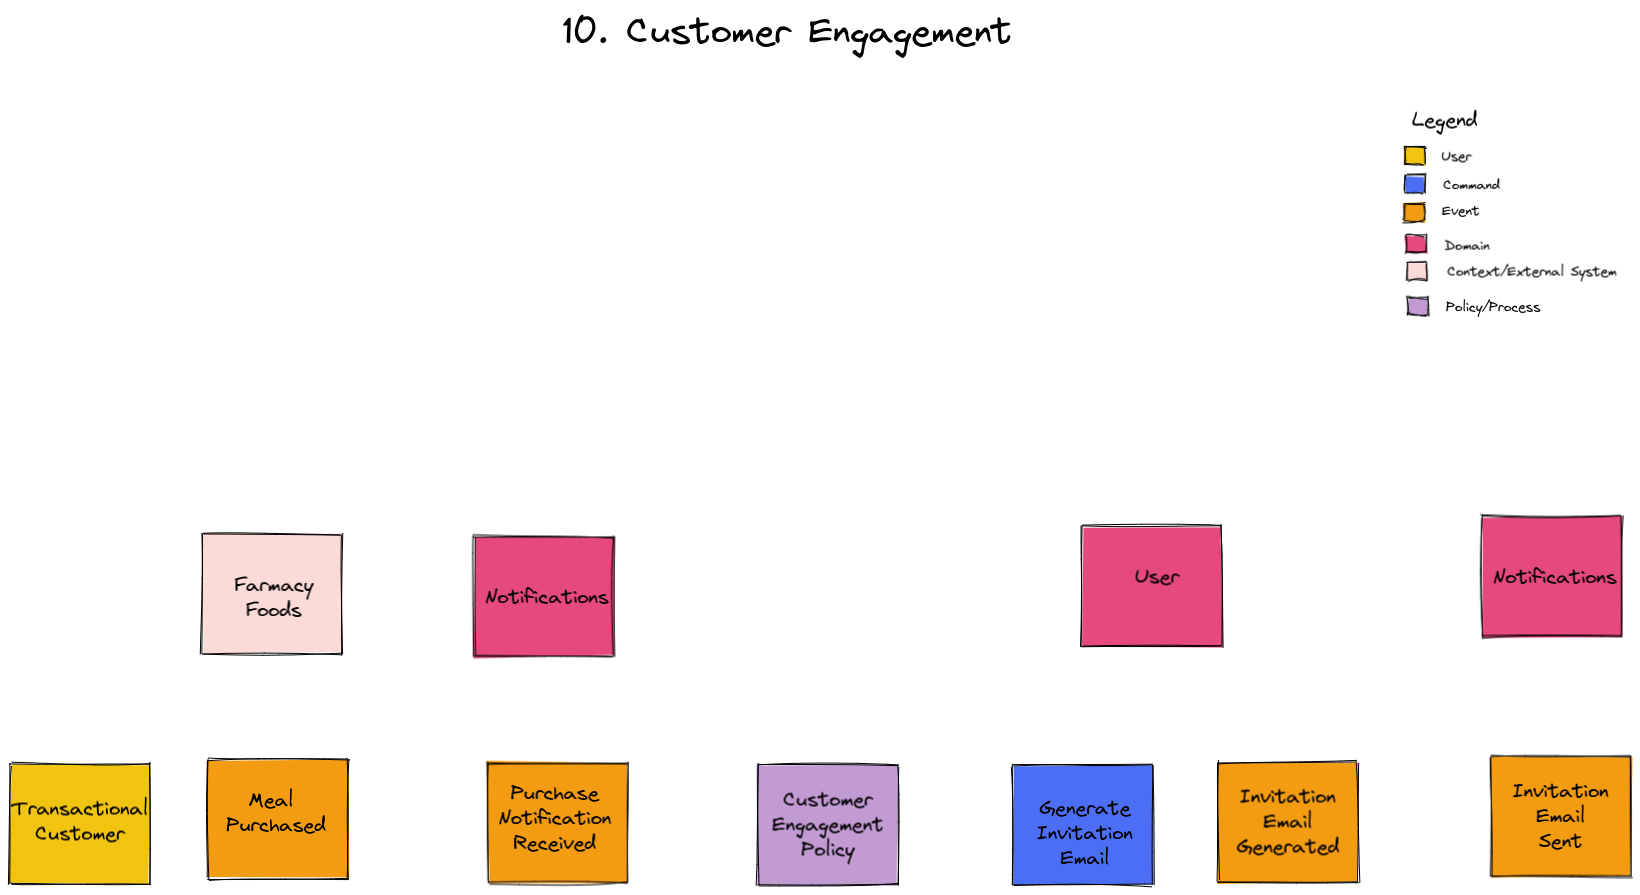 10. Customer Engagement
Legend
User
Command
Event
Domain
Context/External System
Policy/Process
Farmacy
Foods
Notifications
User
Notifications
Transactional
Customer
Meal
Purchased
Purchase
Notification
Received
Customer
Engagement
Policy
Generate
Invitation
Email
Invitation
Email
Generated
Invitation
Email
Sent